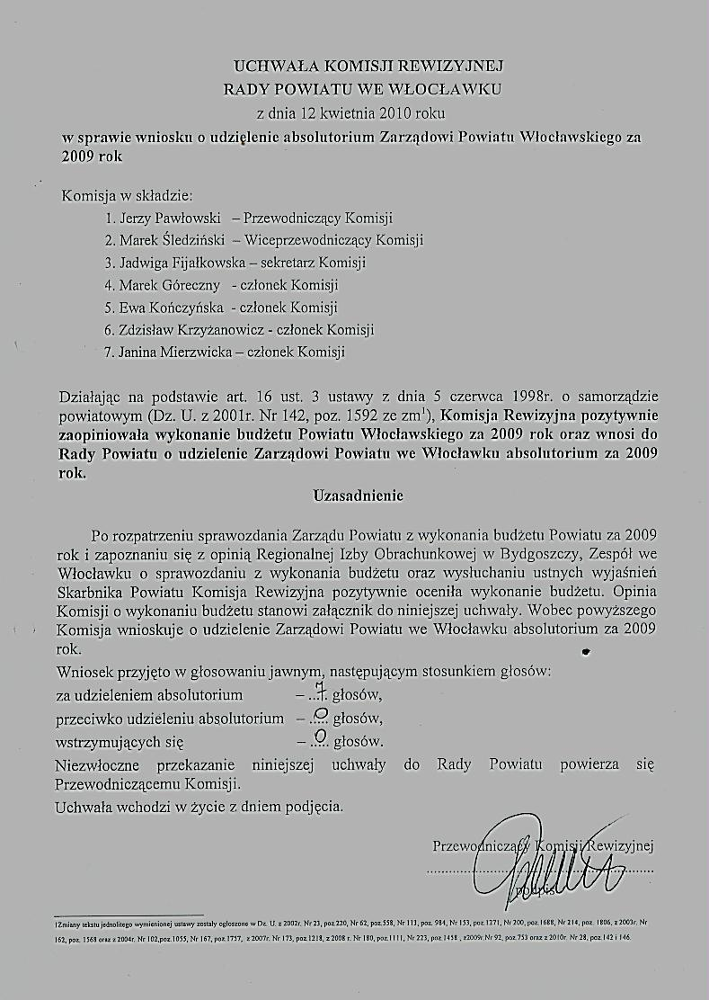 UCHWAŁA KOMISJI REWIZYJNEJ
RADY POWIATU WE WŁOCŁAWKU
z dnia 12 kwietnia 2010 roku
w sprawie wniosku o udzielenie absolutorium Zarządowi Powiatu Włocławskiego za
2009 rok
Komisja w składzie:
1. Jerzy Pawłowski – Przewodniczący Komisji
2. Marek Śledziński – Wiceprzewodniczący Komisji
3. Jadwiga Fijałkowska – sekretarz Komisji
4. Marek Góreczny - członek Komisji
5. Ewa Kończyńska - członek Komisji
6. Zdzisław Krzyżanowicz - członek Komisji
7. Janina Mierzwicka – członek Komisji
Działając na podstawie art. 16 ust. 3 ustawy z dnia 5 czerwca 1998r. o samorządzie
powiatowym (Dz. U. z 2001r. Nr 142, poz. 1592 ze zm¹), Komisja Rewizyjna pozytywnie
zaopiniowała wykonanie budżetu Powiatu Włocławskiego za 2009 rok oraz wnosi do
Rady Powiatu o udzielenie Zarządowi Powiatu we Włocławku absolutorium za 2009
rok.
Uzasadnienie
Po rozpatrzeniu sprawozdania Zarządu Powiatu z wykonania budżetu Powiatu za 2009
rok i zapoznaniu się z opinią Regionalnej Izby Obrachunkowej w Bydgoszczy, Zespół we
Włocławku o sprawozdaniu z wykonania budżetu oraz wysłuchaniu ustnych wyjaśnień
Skarbnika Powiatu Komisja Rewizyjna pozytywnie oceniła wykonanie budżetu. Opinia
Komisji o wykonaniu budżetu stanowi załącznik do niniejszej uchwały. Wobec powyższego
Komisja wnioskuje o udzielenie Zarządowi Powiatu we Włocławku absolutorium za 2009
rok.
Wniosek przyjęto w głosowaniu jawnym, następującym stosunkiem głosów:
za udzieleniem absolutorium – ..7. głosów,
przeciwko udzieleniu absolutorium – .0.. głosów,
wstrzymujących się – ..0.. głosów.
Niezwłoczne przekazanie niniejszej uchwały do Rady Powiatu powierza się
Przewodniczącemu Komisji.
Uchwała wchodzi w życie z dniem podjęcia.
Przewodniczący Komisji Rewizyjnej
podpis
1Zmiany tekstu jednolitego wymienionej ustawy zostały ogłoszone w Dz. U. z 2002r. Nr 23, poz.220, Nr 62, poz.558, Nr 113, poz. 984, Nr 153, poz.1271, Nr 200, poz.1688, Nr 214, poz. 1806, z 2003r. Nr
162, poz. 1568 oraz z 2004r. Nr 102,poz.1055, Nr 167, poz.1757, z 2007r. Nr 173, poz.1218, z 2008 r. Nr 180, poz.1111, Nr 223, poz.1458 , z2009r.Nr 92, poz.753 oraz z 2010r. Nr 28, poz.142 i 146.